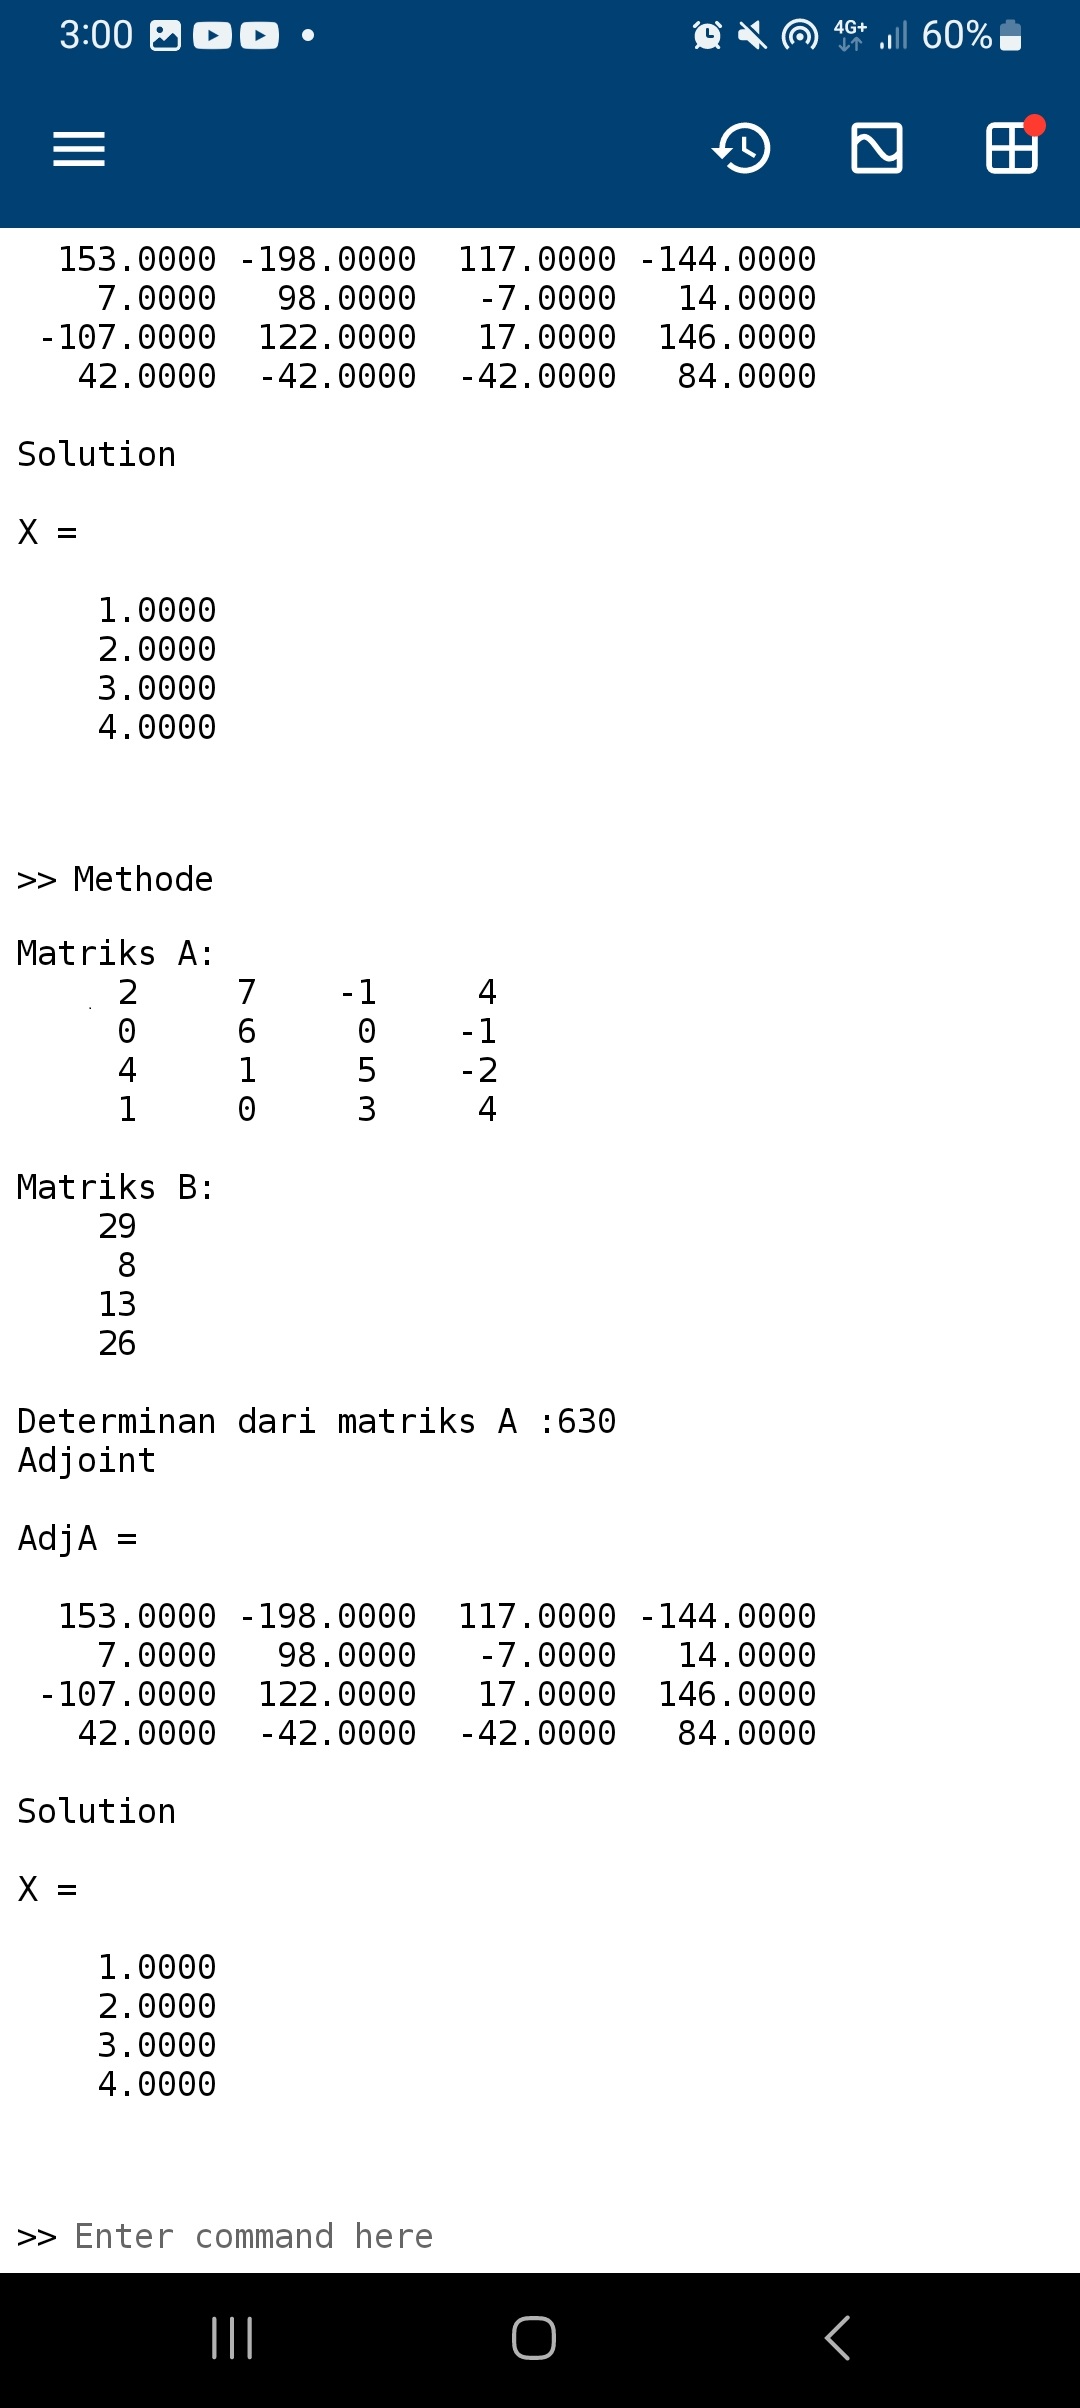 3:00 4G+ 60%
153.0000 -198.0000 117.0000 -144.0000
7.0000 98.0000 -7.0000 14.0000
-107.0000 122.0000 17.0000 146.0000
42.0000 -42.0000 -42.0000 84.0000
Solution
X =
1.0000
2.0000
3.0000
4.0000
>> Methode
Matriks A:
2 7 -1 4
0 6 0 -1
4 1 5 -2
1 0 3 4
Matriks B:
29
8
13
26
Determinan dari matriks A :630
Adjoint
AdjA =
153.0000 -198.0000 117.0000 -144.0000
7.0000 98.0000 -7.0000 14.0000
-107.0000 122.0000 17.0000 146.0000
42.0000 -42.0000 -42.0000 84.0000
Solution
X =
1.0000
2.0000
3.0000
4.0000
>> Enter command here